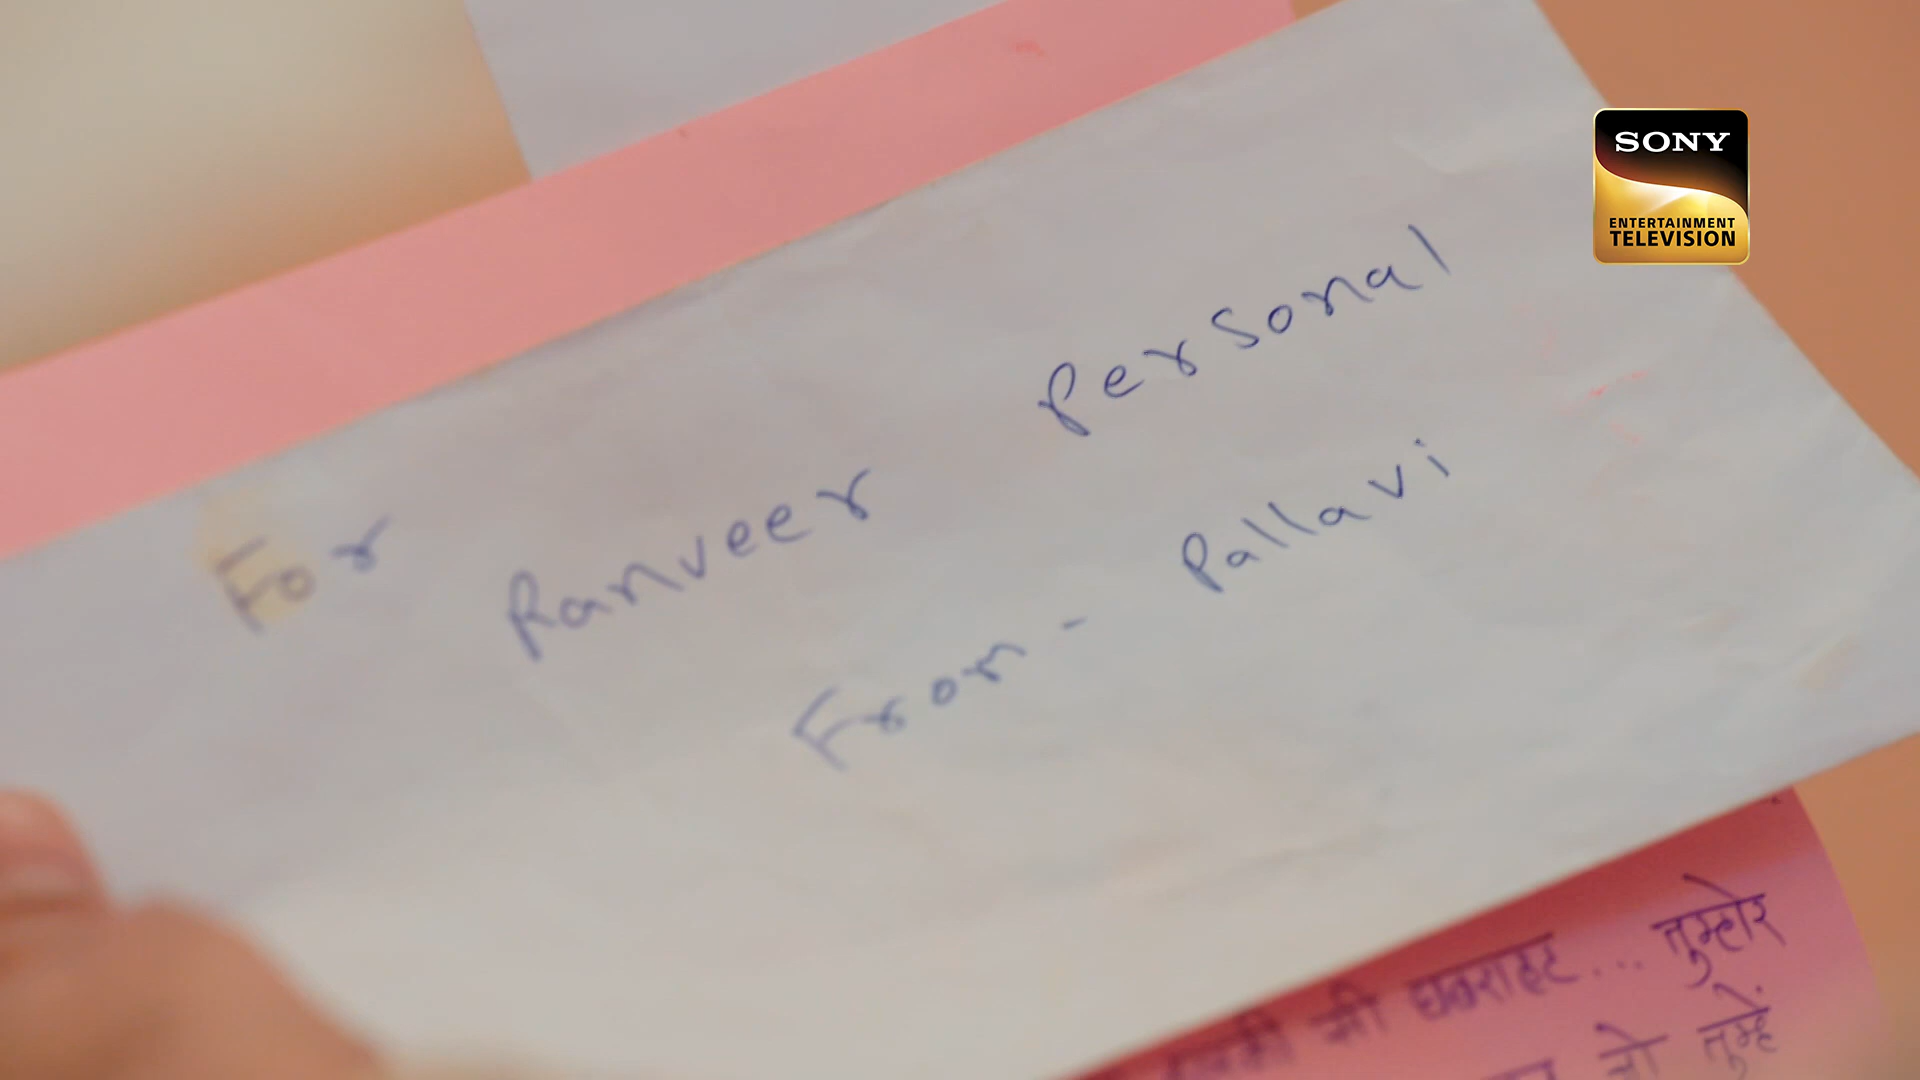 SONY
ENTERTAINMENT
TELEVISION
For Ranveer Personal
From - Pallavi
की घबराहट... तुम्हारे
तो तुम्हें